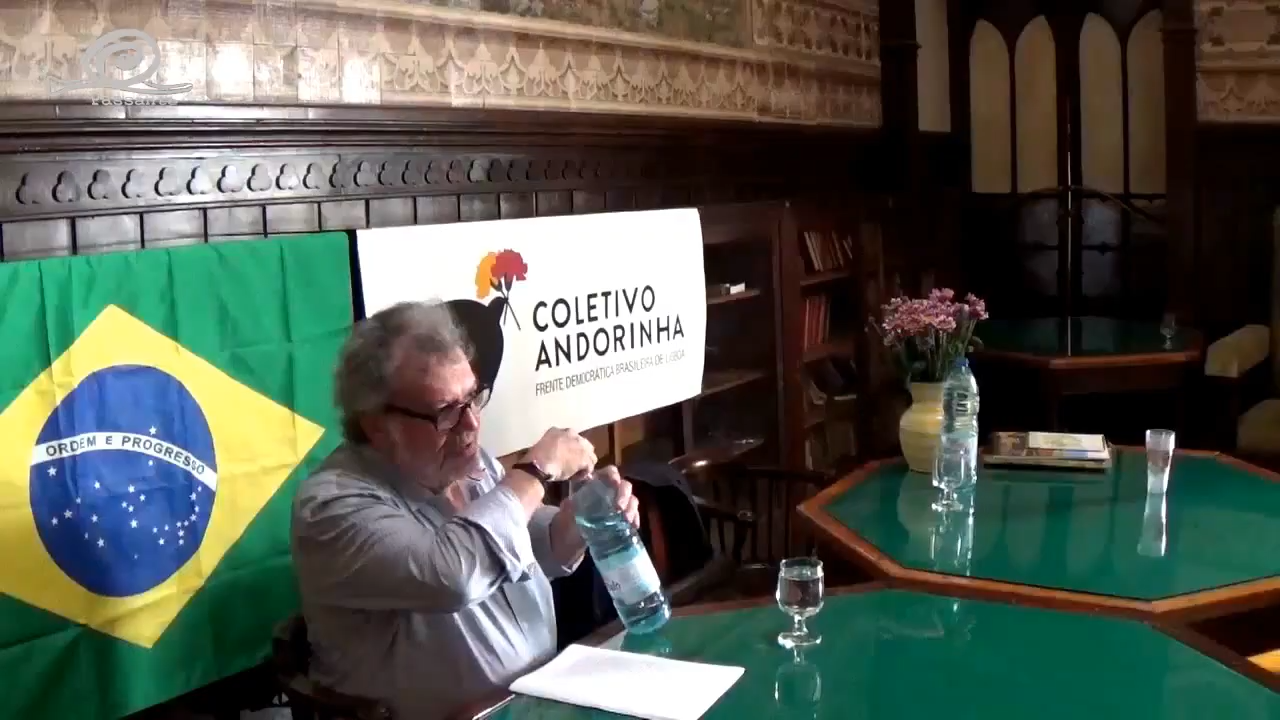 COLETIVO
ANDORINHA
FRENTE DEMOCRÁTICA BRASILEIRA DE LISBOA
ORDEM E PROGRESSO